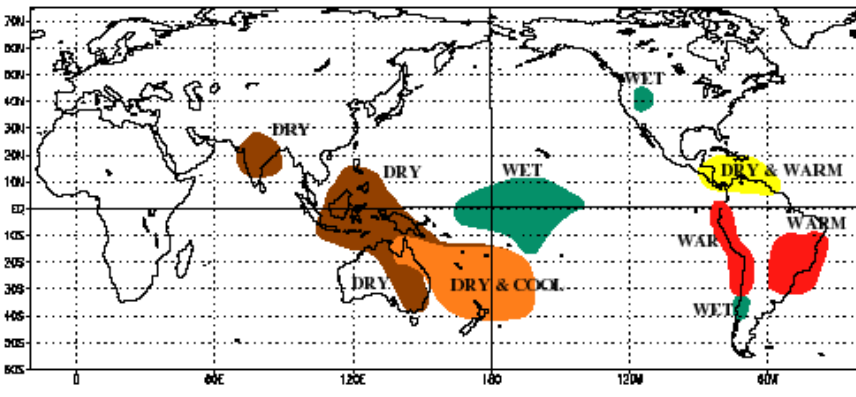 70N
60N
50N
40N
30N
20N
10N
EQ
10S
20S
30S
40S
50S
60S
WET
DRY
DRY
WET
DRY & WARM
WARM
WAR
DRY
DRY & COOL
WET
0
60E
120E
180
120W
60W